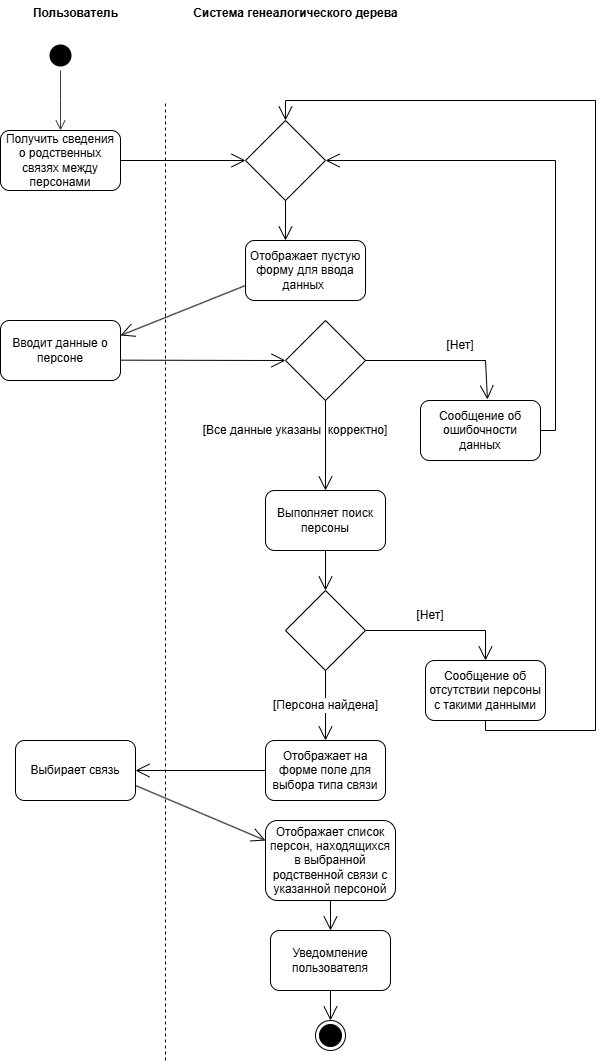 Пользователь
Система генеалогического дерева
Получить сведения
о родственных
связях между
персонами
Отображает пустую
форму для ввода
данных
Вводит данные о
персоне
[Нет]
[Все данные указаны корректно]
Сообщение об
ошибочности
данных
Выполняет поиск
персоны
[Нет]
Сообщение об
отсутствии персоны
с такими данными
[Персона найдена]
Выбирает связь
Отображает на
форме поле для
выбора типа связи
Отображает список
персон, находящихся
в выбранной
родственной связи с
указанной персоной
Уведомление
пользователя